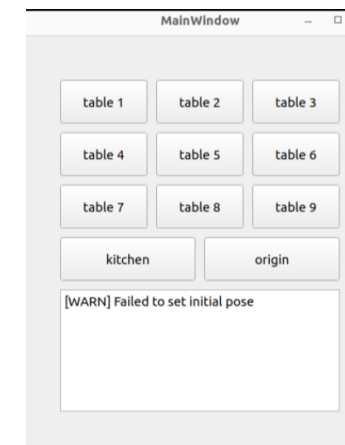 MainWindow
table 1 table 2 table 3
table 4 table 5 table 6
table 7 table 8 table 9
kitchen origin
[WARN] Failed to set initial pose